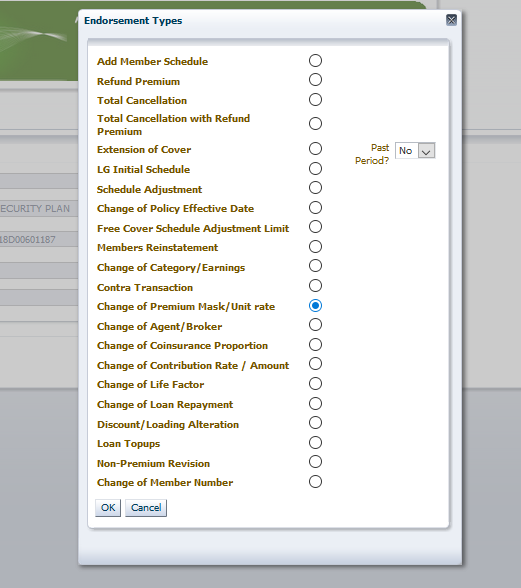 Endorsement Types
Add Member Schedule
Refund Premium
Total Cancellation
Total Cancellation with Refund
Premium
Extension of Cover
Past
Period?
No
LG Initial Schedule
Schedule Adjustment
Change of Policy Effective Date
Free Cover Schedule Adjustment Limit
Members Reinstatement
Change of Category/Earnings
Contra Transaction
Change of Premium Mask/Unit rate
Change of Agent/Broker
Change of Coinsurance Proportion
Change of Contribution Rate / Amount
Change of Life Factor
Change of Loan Repayment
Discount/Loading Alteration
Loan Topups
Non-Premium Revision
Change of Member Number
OK Cancel
ECURITY PLAN
18D00601187